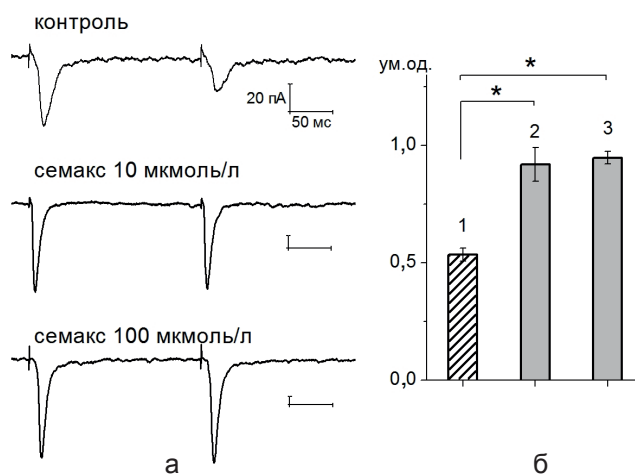 контроль
20 пА
50 мс
семакс 10 мкмоль/л
семакс 100 мкмоль/л
а
ум.од.
*
*
1,0
0,5
0,0
1
2
3
б